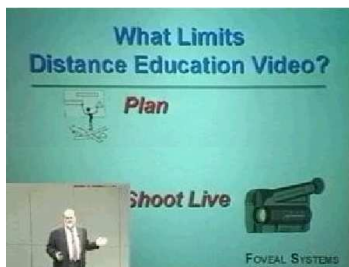 What Limits
Distance Education Video?
Plan
Shoot Live
FOVEAL SYSTEMS